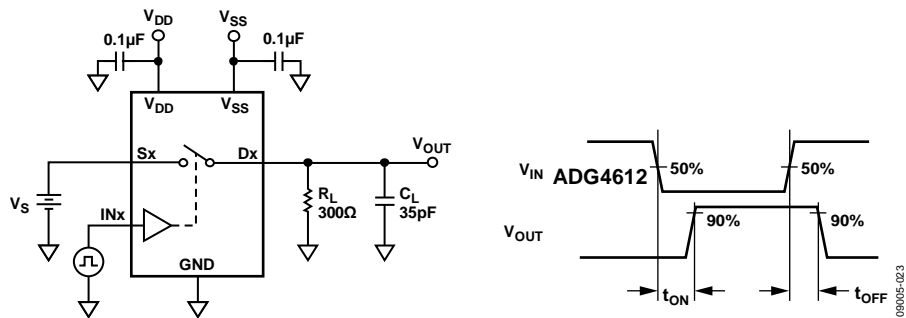 VDD
VSS
0.1µF
0.1µF
VDD
VSS
Sx
Dx
VOUT
VS
INx
RL
300Ω
CL
35pF
GND
VIN ADG4612
50%
50%
VOUT
90%
90%
tON
tOFF
09005-023